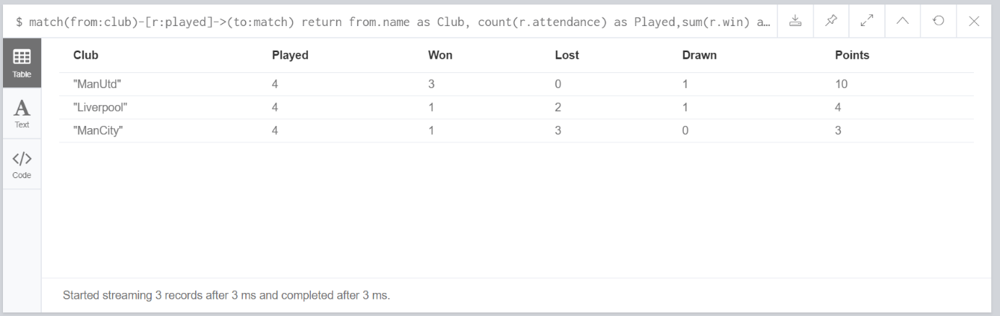 $ match(from:club)-[r:played]->(to:match) return from.name as Club, count(r.attendance) as Played,sum(r.win) a…
Table
Text
Code
Club Played Won Lost Drawn Points
"ManUtd" 4 3 0 1 10
"Liverpool" 4 1 2 1 4
"ManCity" 4 1 3 0 3
Started streaming 3 records after 3 ms and completed after 3 ms.